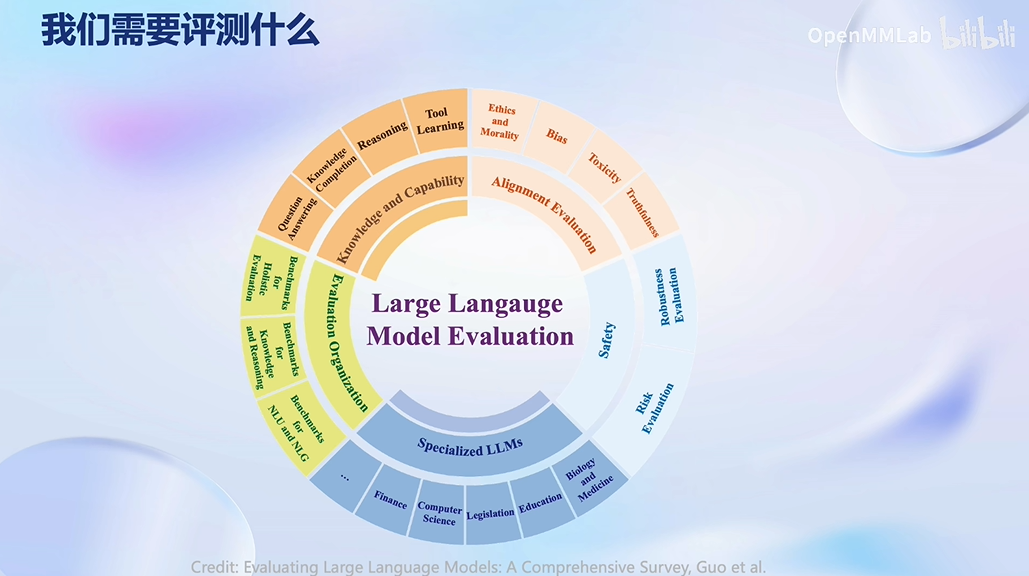 我们需要评测什么
OpenMMLab bilibili
Tool
Learning
Reasoning
Knowledge
Completion
Question
Answering
Knowledge and Capability
Ethics
and
Morality
Bias
Toxicity
Truthfulness
Alignment Evaluation
Robustness
Evaluation
Risk
Evaluation
Safety
Large Langauge
Model Evaluation
Evaluation Organization
Benchmarks
for
Holistic
Evaluation
Benchmarks
for
Knowledge
and Reasoning
Benchmarks
for
NLU and NLG
Specialized LLMs
...
Finance
Computer
Science
Legislation
Education
Biology
and
Medicine
Credit: Evaluating Large Language Models: A Comprehensive Survey, Guo et al.